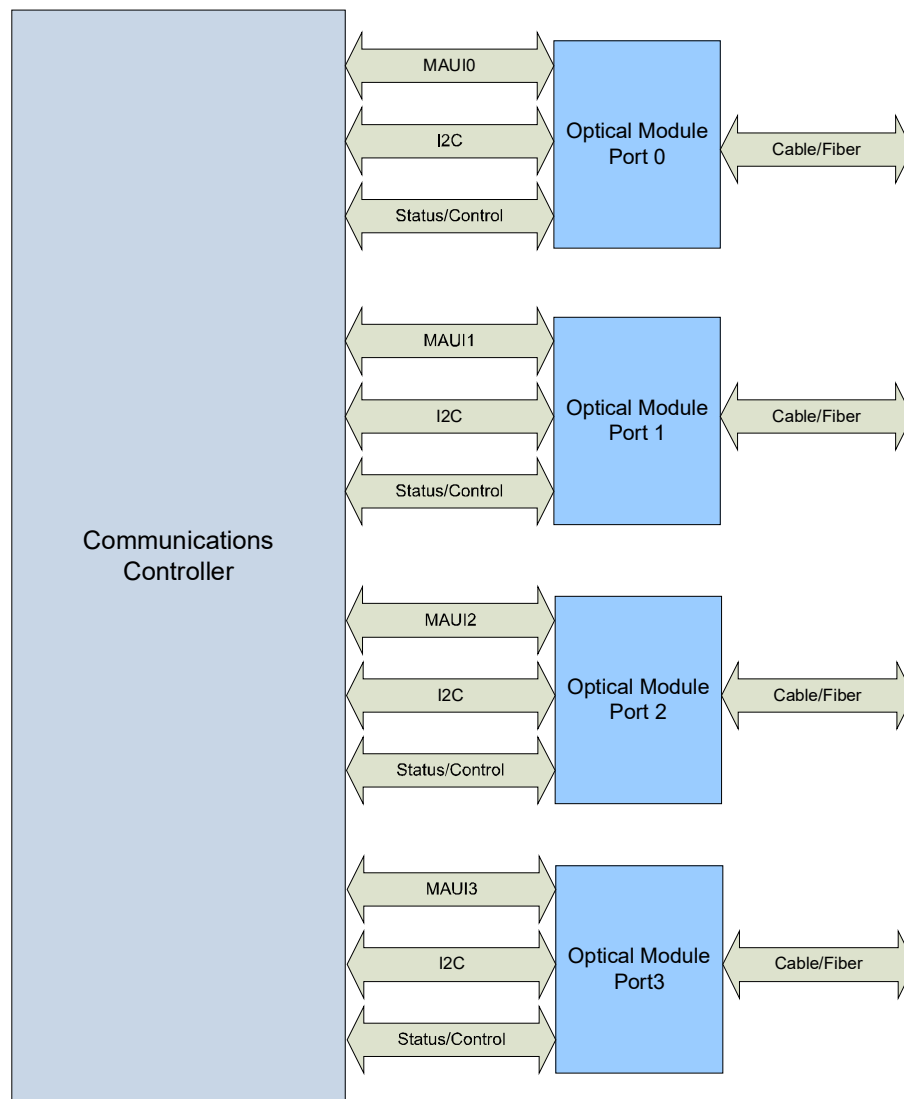 MAUI0
I2C
Status/Control
Optical Module
Port 0
Cable/Fiber
MAUI1
I2C
Status/Control
Optical Module
Port 1
Cable/Fiber
Communications
Controller
MAUI2
I2C
Status/Control
Optical Module
Port 2
Cable/Fiber
MAUI3
I2C
Status/Control
Optical Module
Port3
Cable/Fiber